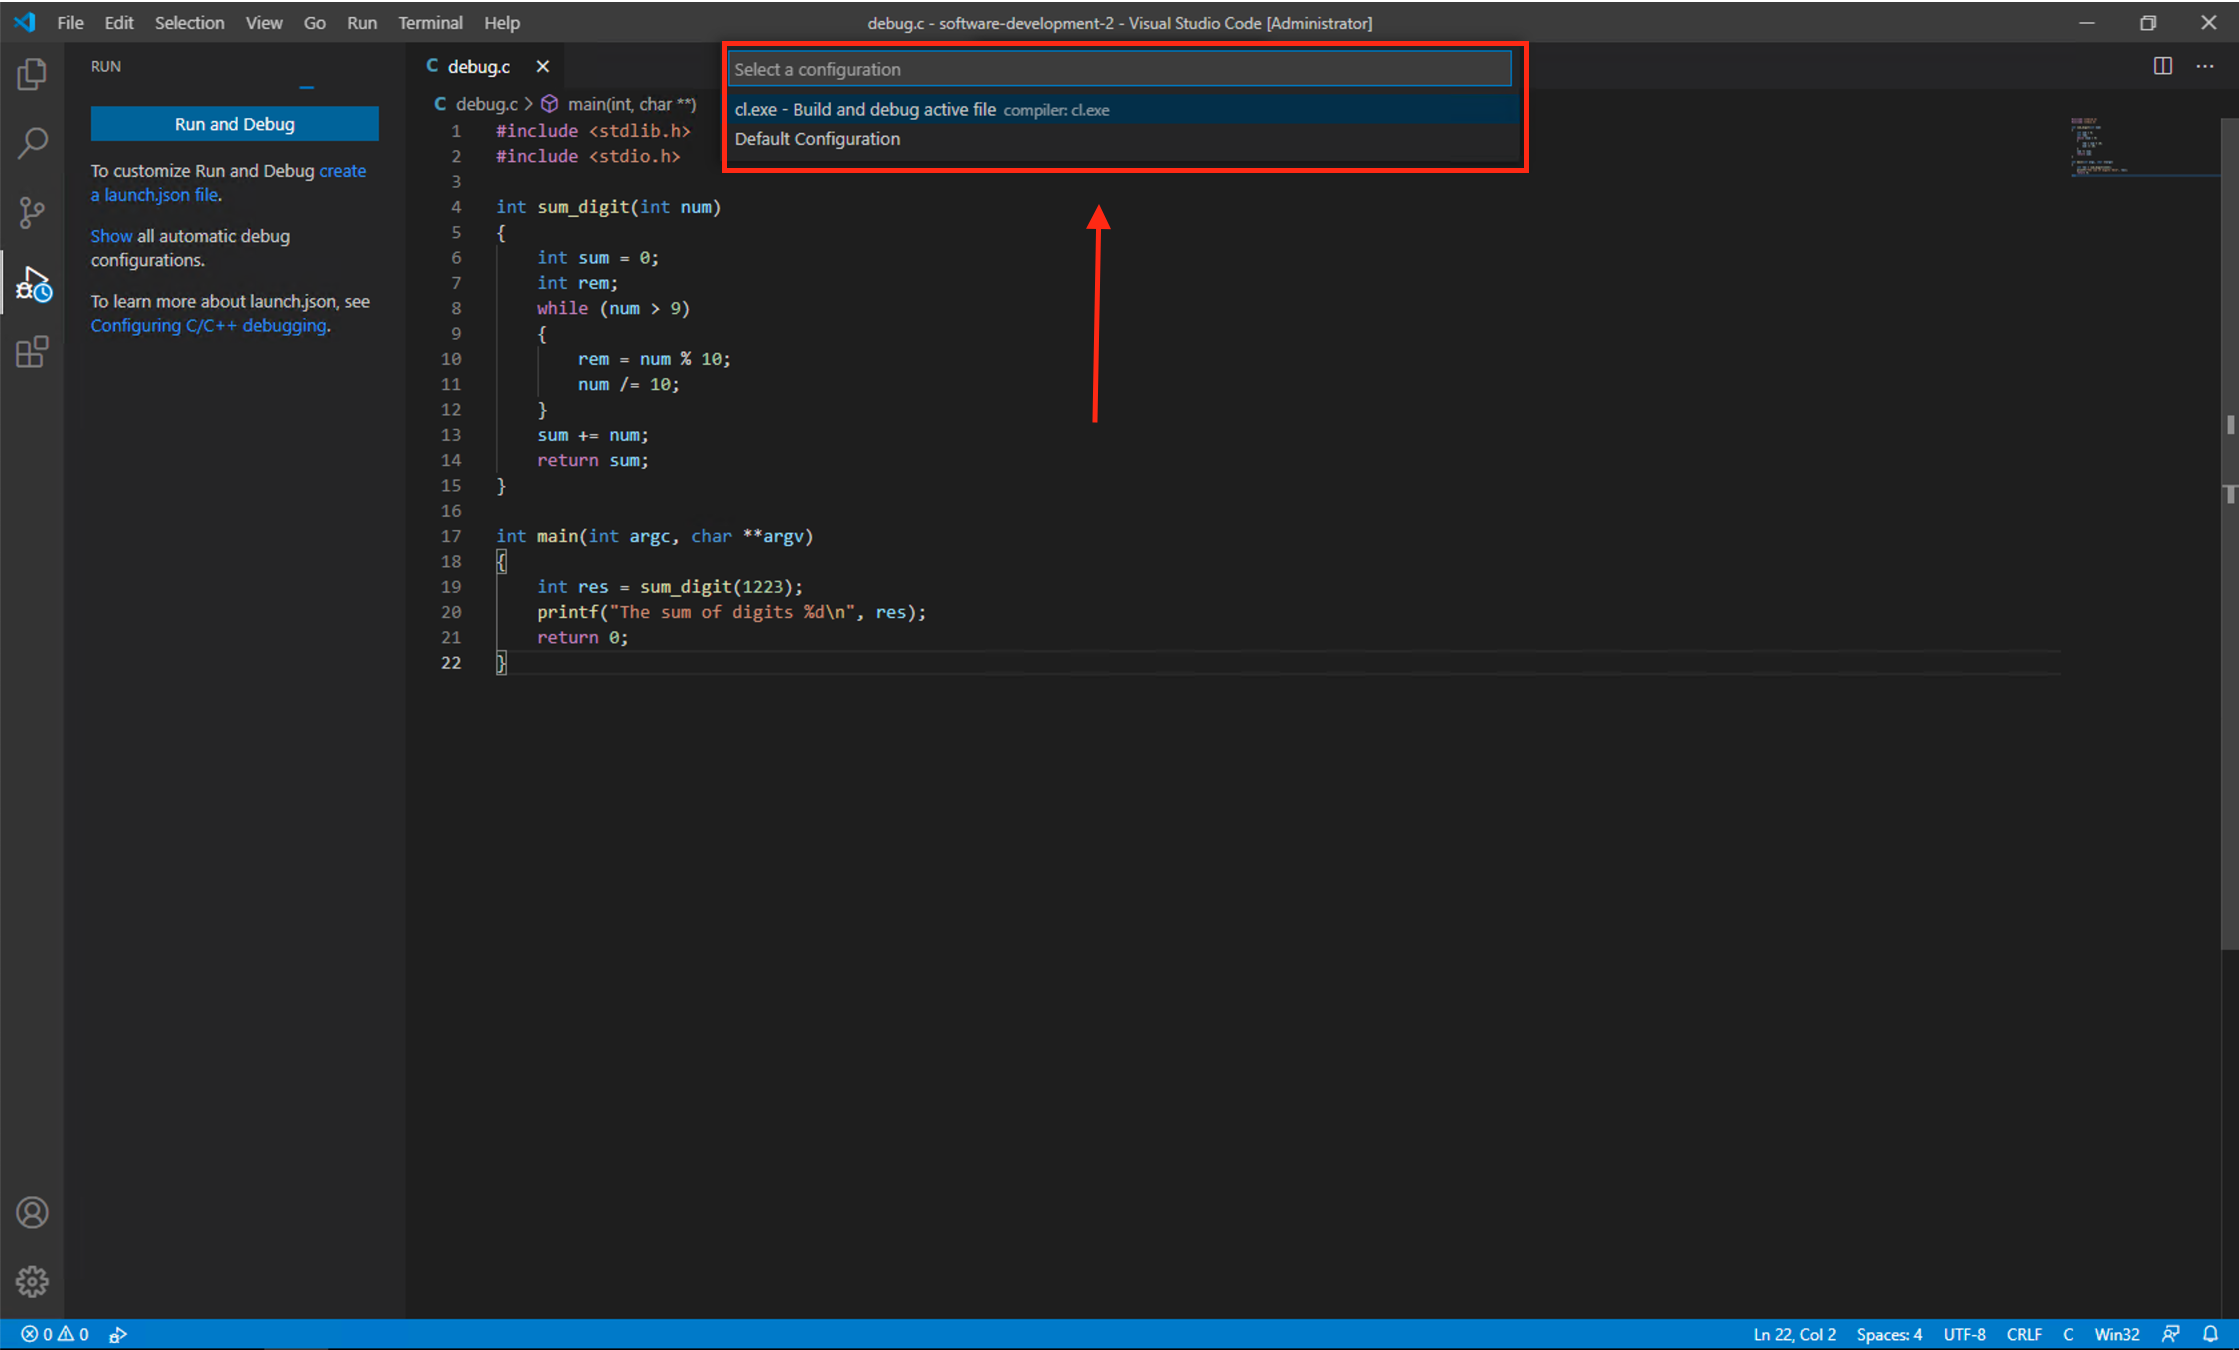 File Edit Selection View Go Run Terminal Help
debug.c - software-development-2 - Visual Studio Code [Administrator]
RUN
Run and Debug
To customize Run and Debug create
a launch.json file.
Show all automatic debug
configurations.
To learn more about launch.json, see
Configuring C/C++ debugging.
C debug.c
Select a configuration
cl.exe - Build and debug active file compiler: cl.exe
Default Configuration
C debug.c > main(int, char **)
1 #include <stdlib.h>
2 #include <stdio.h>
3
4 int sum_digit(int num)
5 {
6 int sum = 0;
7 int rem;
8 while (num > 9)
9 {
10 rem = num % 10;
11 num /= 10;
12 }
13 sum += num;
14 return sum;
15 }
16
17 int main(int argc, char **argv)
18 {
19 int res = sum_digit(1223);
20 printf("The sum of digits %d\n", res);
21 return 0;
22 }
0 0
Ln 22, Col 2 Spaces: 4 UTF-8 CRLF C Win32